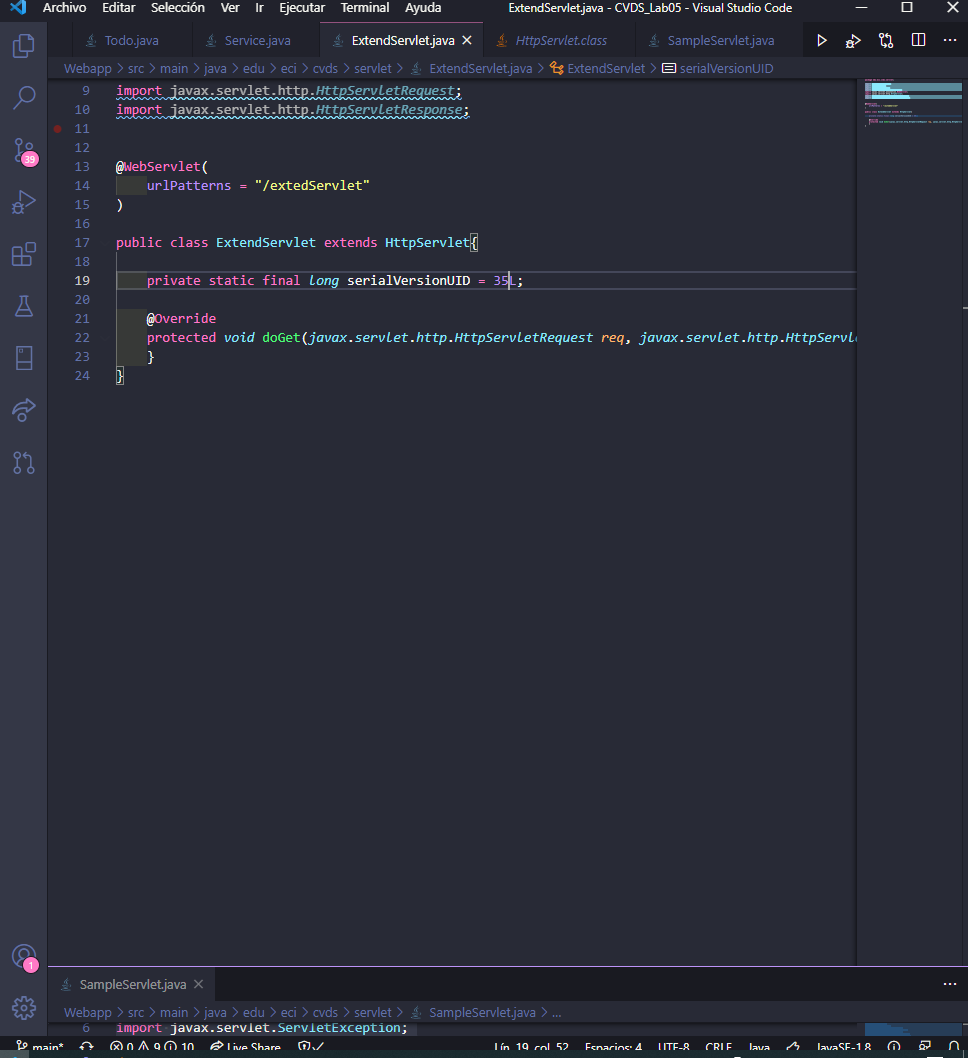 Archivo Editar Selección Ver Ir Ejecutar Terminal Ayuda ExtendServlet.java - CVDS_Lab05 - Visual Studio Code
Todo.java Service.java ExtendServlet.java HttpServlet.class SampleServlet.java
Webapp > src > main > java > edu > eci > cvds > servlet > ExtendServlet.java > ExtendServlet > serialVersionUID
9 import javax.servlet.http.HttpServletRequest;
10 import javax.servlet.http.HttpServletResponse;
11
12
13 @WebServlet(
14 urlPatterns = "/extedServlet"
15 )
16
17 public class ExtendServlet extends HttpServlet{
18
19 private static final long serialVersionUID = 35L;
20
21 @Override
22 protected void doGet(javax.servlet.http.HttpServletRequest req, javax.servlet.http.HttpServl
23 }
24 }
39
1
SampleServlet.java
Webapp > src > main > java > edu > eci > cvds > servlet > SampleServlet.java > ...
6 import javax.servlet.ServletException;
main* 0 9 10 Live Share Lín. 19, col. 52 Espacios: 4 UTF-8 CRLF Java JavaSE-1.8